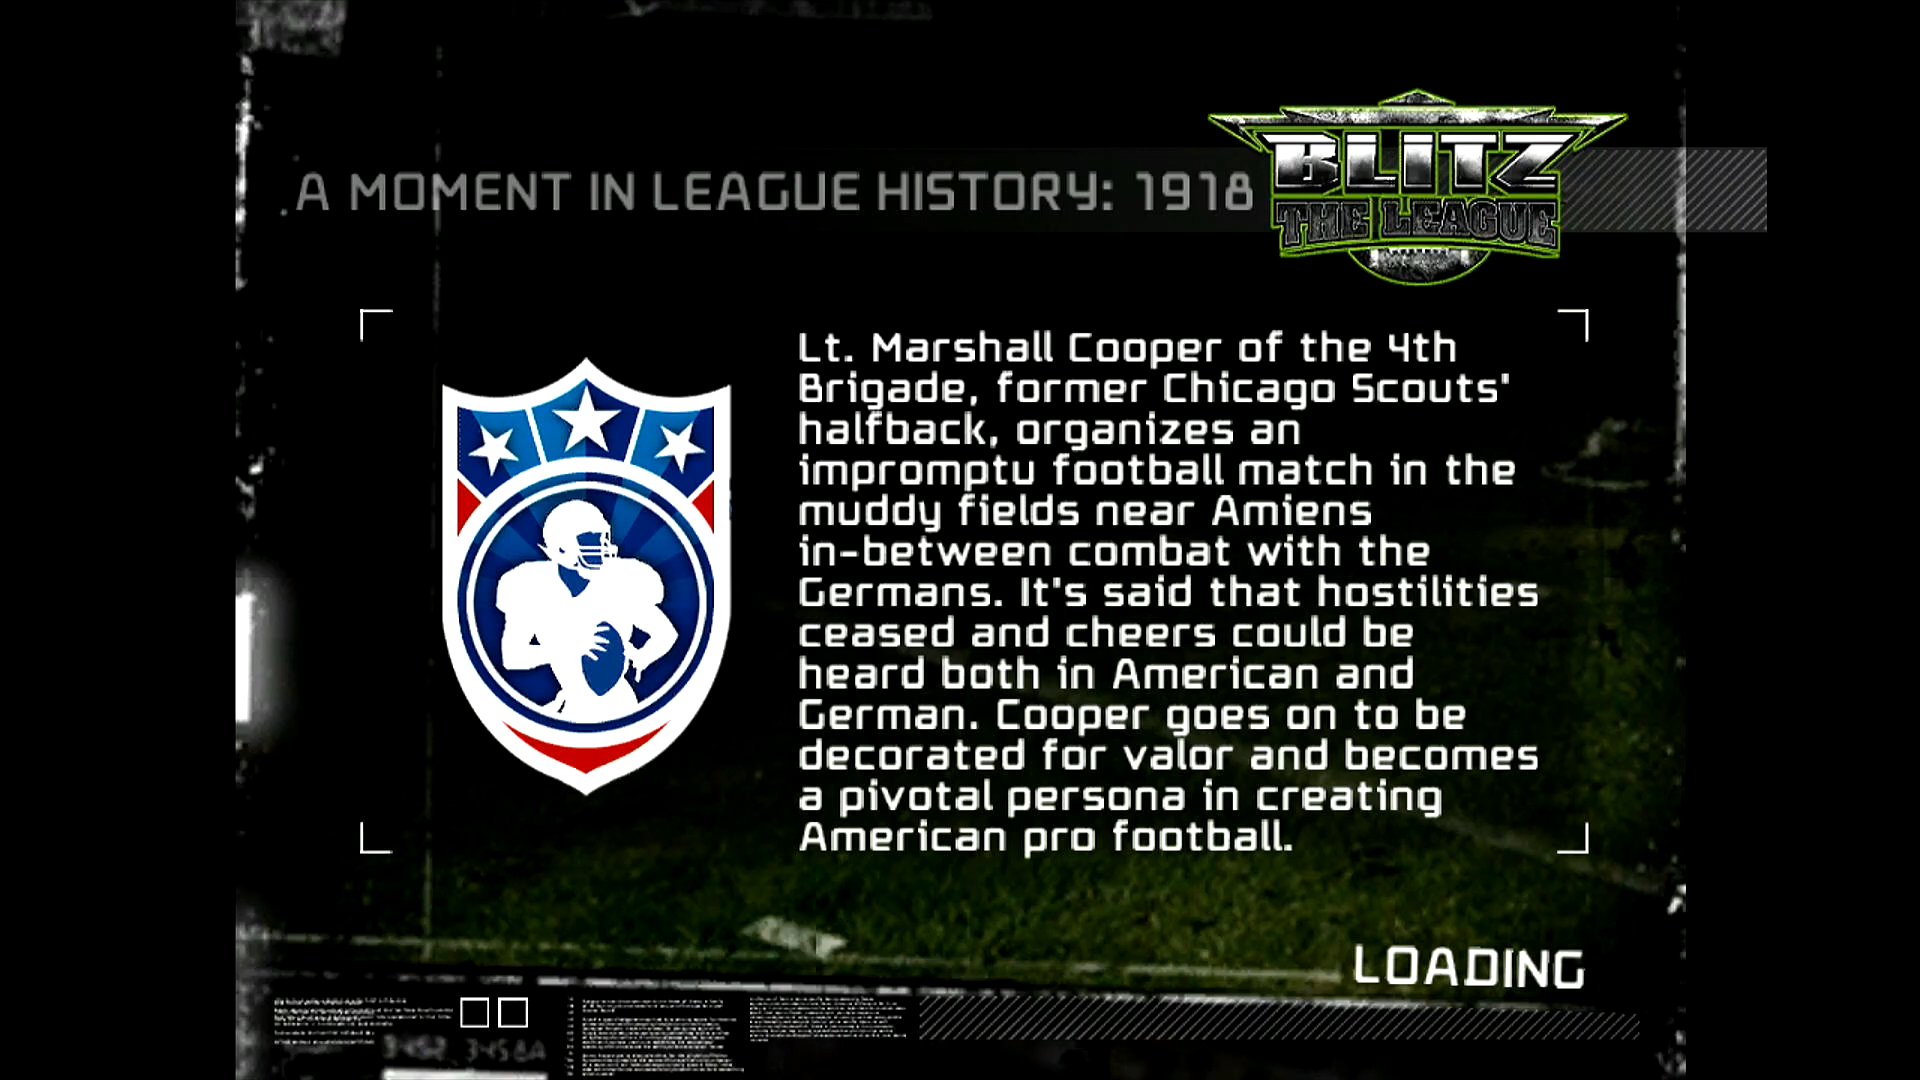 A MOMENT IN LEAGUE HISTORY: 1918
BLITZ
THE LEAGUE
Lt. Marshall Cooper of the 4th
Brigade, former Chicago Scouts'
halfback, organizes an
impromptu football match in the
muddy fields near Amiens
in-between combat with the
Germans. It's said that hostilities
ceased and cheers could be
heard both in American and
German. Cooper goes on to be
decorated for valor and becomes
a pivotal persona in creating
American pro football.
LOADING